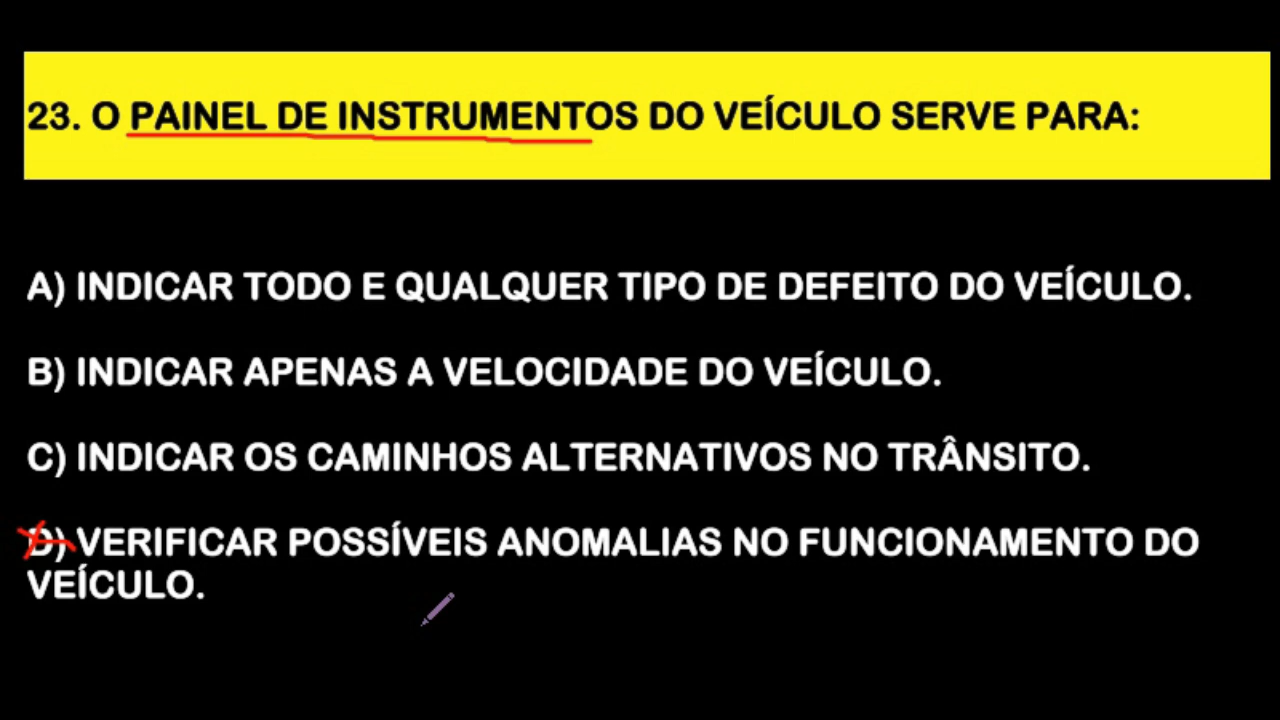 23. O PAINEL DE INSTRUMENTOS DO VEÍCULO SERVE PARA:
A) INDICAR TODO E QUALQUER TIPO DE DEFEITO DO VEÍCULO.
B) INDICAR APENAS A VELOCIDADE DO VEÍCULO.
C) INDICAR OS CAMINHOS ALTERNATIVOS NO TRÂNSITO.
D) VERIFICAR POSSÍVEIS ANOMALIAS NO FUNCIONAMENTO DO
VEÍCULO.